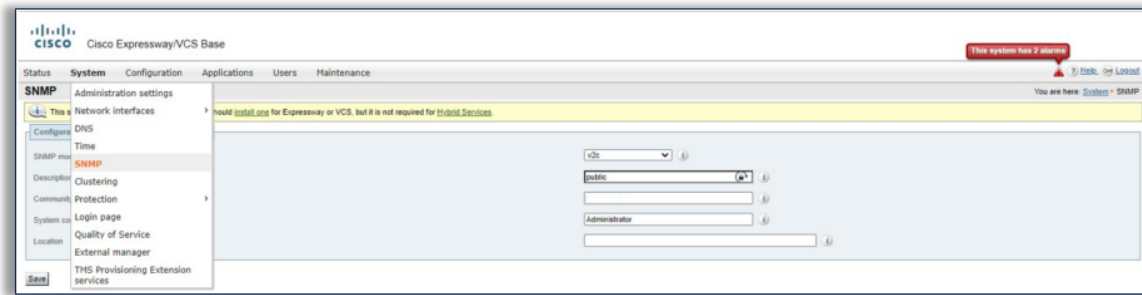 CISCO Cisco Expressway/VCS Base
This system has 2 alarms
Status System Configuration Applications Users Maintenance Help Logout
SNMP You are here: System › SNMP
Administration settings
This s Network interfaces › hould install one for Expressway or VCS, but it is not required for Hybrid Services.
Configura DNS
Time
SNMP mod v2c
SNMP
Description public
Clustering
Community Protection ›
System co Login page Administrator
Quality of Service
Location
External manager
TMS Provisioning Extension
services
Save